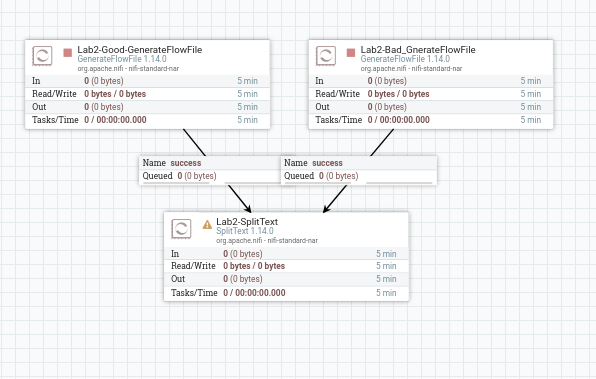 Lab2-Good-GenerateFlowFile
GenerateFlowFile 1.14.0
org.apache.nifi - nifi-standard-nar
In 0 (0 bytes) 5 min
Read/Write 0 bytes / 0 bytes 5 min
Out 0 (0 bytes) 5 min
Tasks/Time 0 / 00:00:00.000 5 min
Lab2-Bad_GnerateFlowFile
GenerateFlowFile 1.14.0
org.apache.nifi - nifi-standard-nar
In 0 (0 bytes) 5 min
Read/Write 0 bytes / 0 bytes 5 min
Out 0 (0 bytes) 5 min
Tasks/Time 0 / 00:00:00.000 5 min
Name success
Queued 0 (0 bytes)
Name success
Queued 0 (0 bytes)
Lab2-SplitText
SplitText 1.14.0
org.apache.nifi - nifi-standard-nar
In 0 (0 bytes) 5 min
Read/Write 0 bytes / 0 bytes 5 min
Out 0 (0 bytes) 5 min
Tasks/Time 0 / 00:00:00.000 5 min